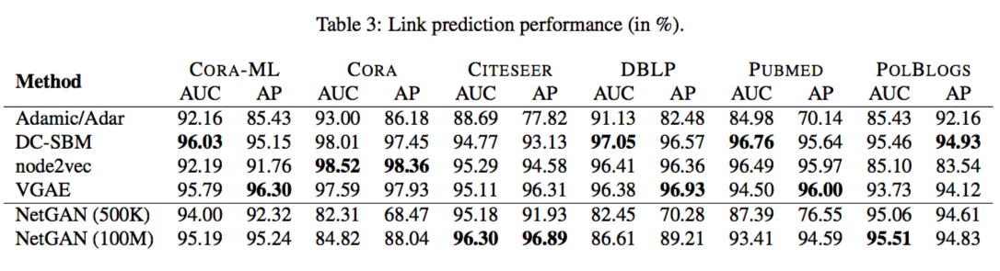 Table 3: Link prediction performance (in %).
Method CORA-ML CORA CITESEER DBLP PUBMED POLBLOGS
AUC AP AUC AP AUC AP AUC AP AUC AP AUC AP
Adamic/Adar 92.16 85.43 93.00 86.18 88.69 77.82 91.13 82.48 84.98 70.14 85.43 92.16
DC-SBM 96.03 95.15 98.01 97.45 94.77 93.13 97.05 96.57 96.76 95.64 95.46 94.93
node2vec 92.19 91.76 98.52 98.36 95.29 94.58 96.41 96.36 96.49 95.97 85.10 83.54
VGAE 95.79 96.30 97.59 97.93 95.11 96.31 96.38 96.93 94.50 96.00 93.73 94.12
NetGAN (500K) 94.00 92.32 82.31 68.47 95.18 91.93 82.45 70.28 87.39 76.55 95.06 94.61
NetGAN (100M) 95.19 95.24 84.82 88.04 96.30 96.89 86.61 89.21 93.41 94.59 95.51 94.83